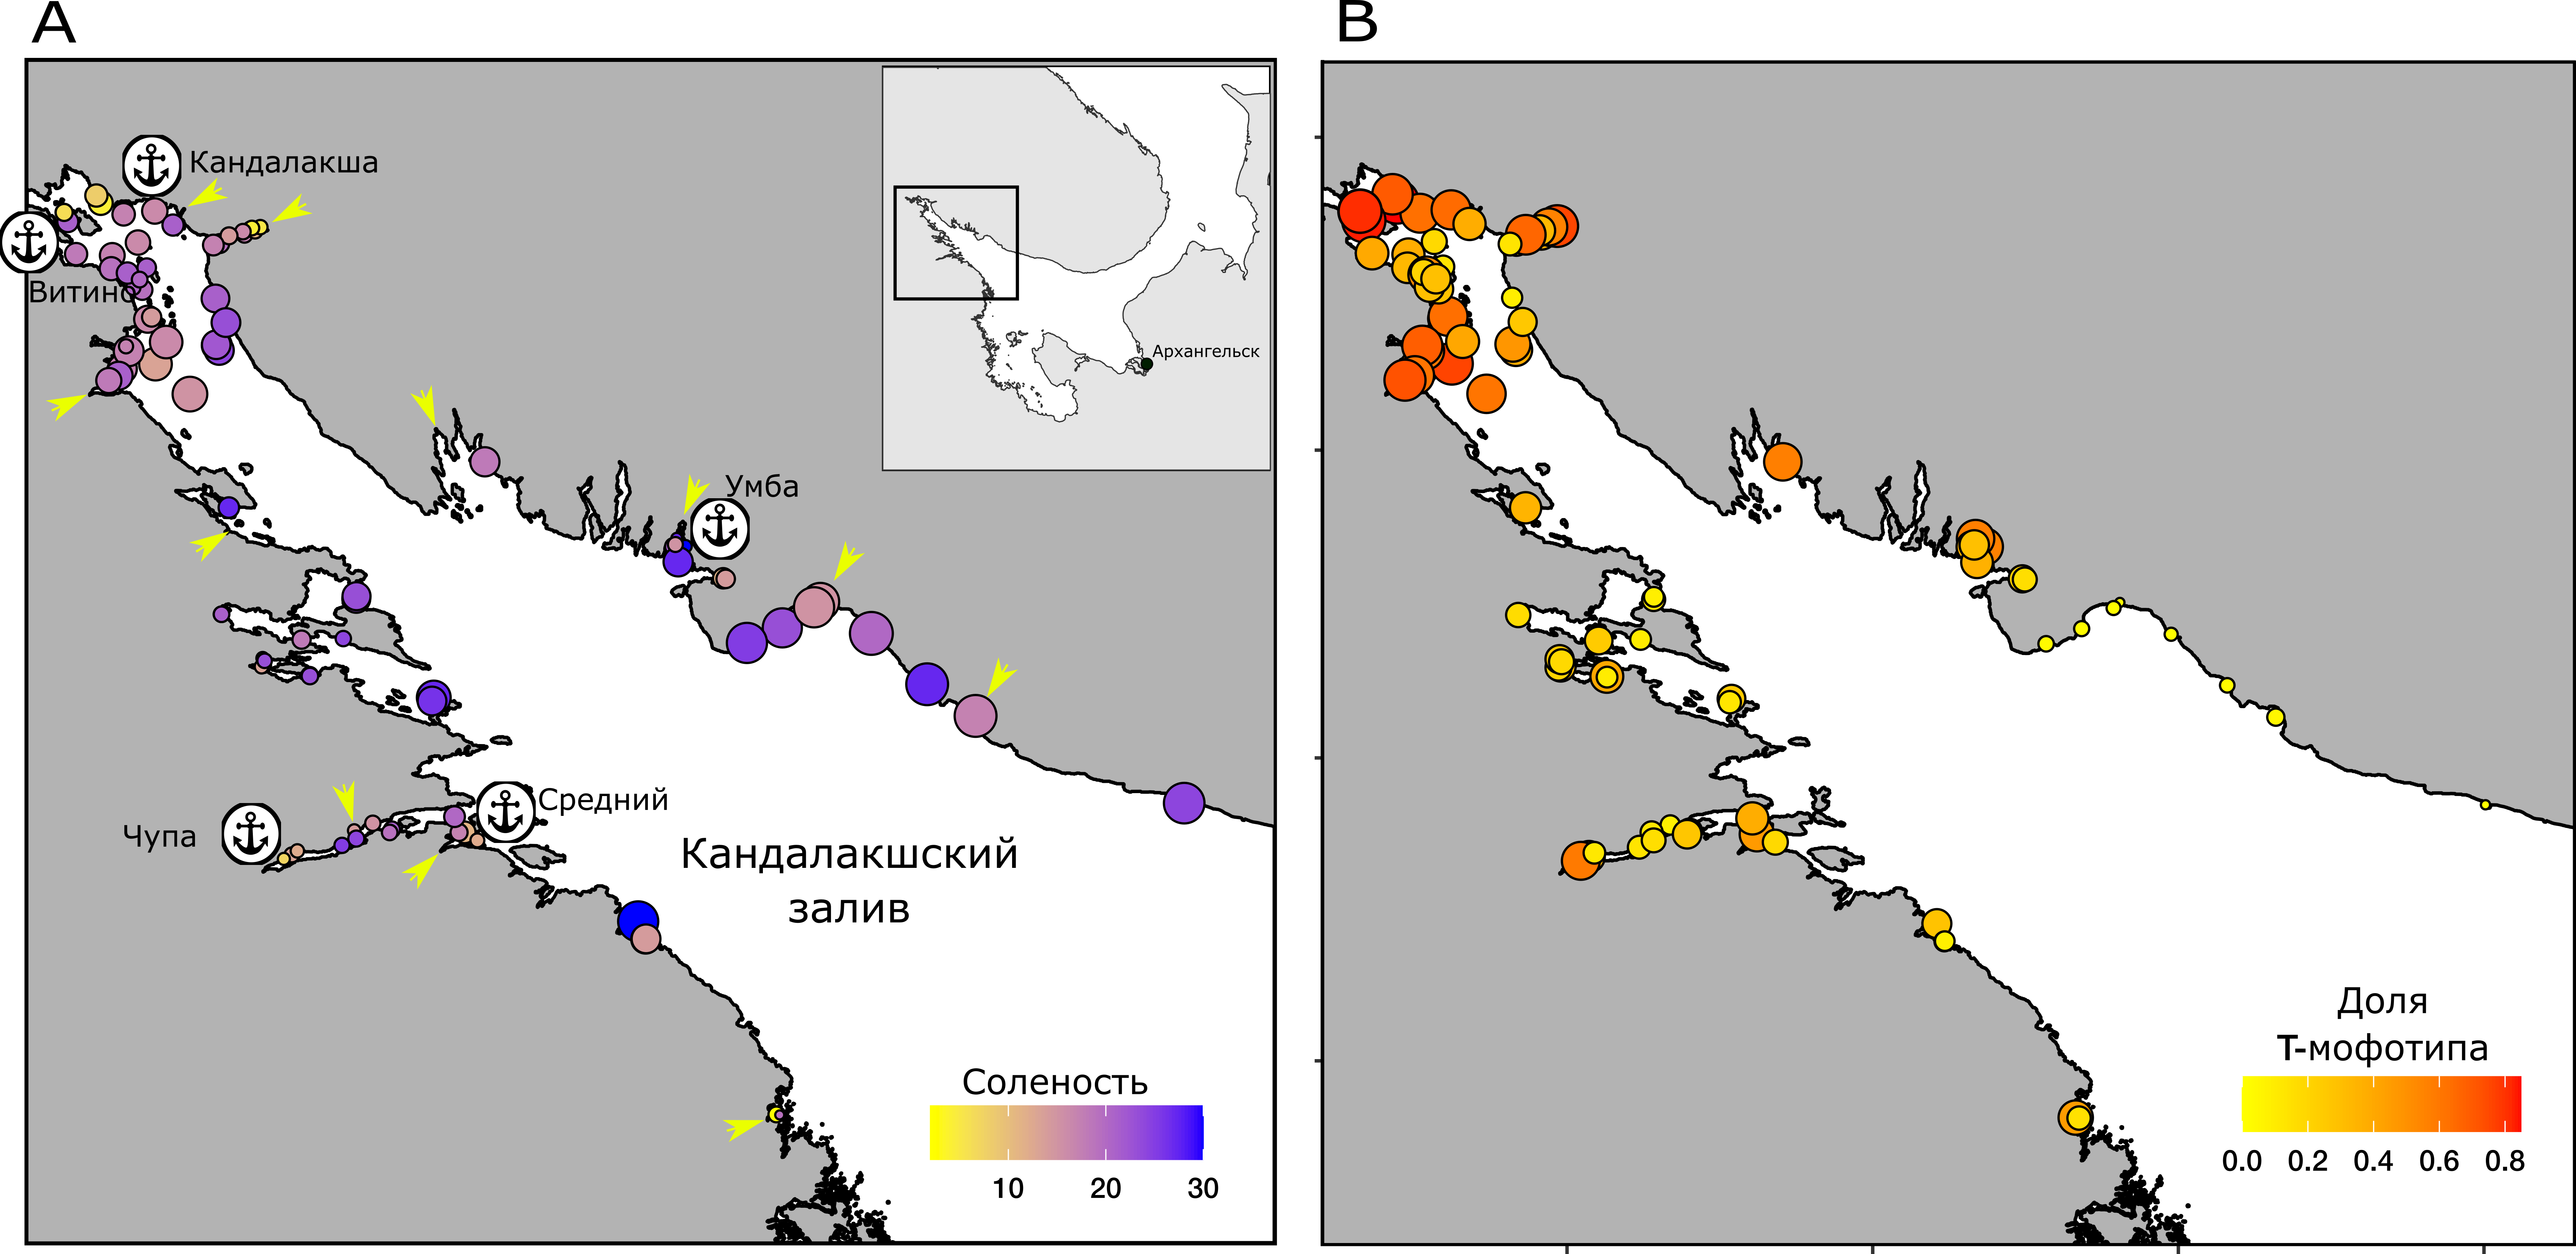 A
B
Кандалакша
Витино
Архангельск
Умба
Средний
Чупа
Кандалакшский
залив
Соленость
10 20 30
Доля
Т-мофотипа
0.0 0.2 0.4 0.6 0.8